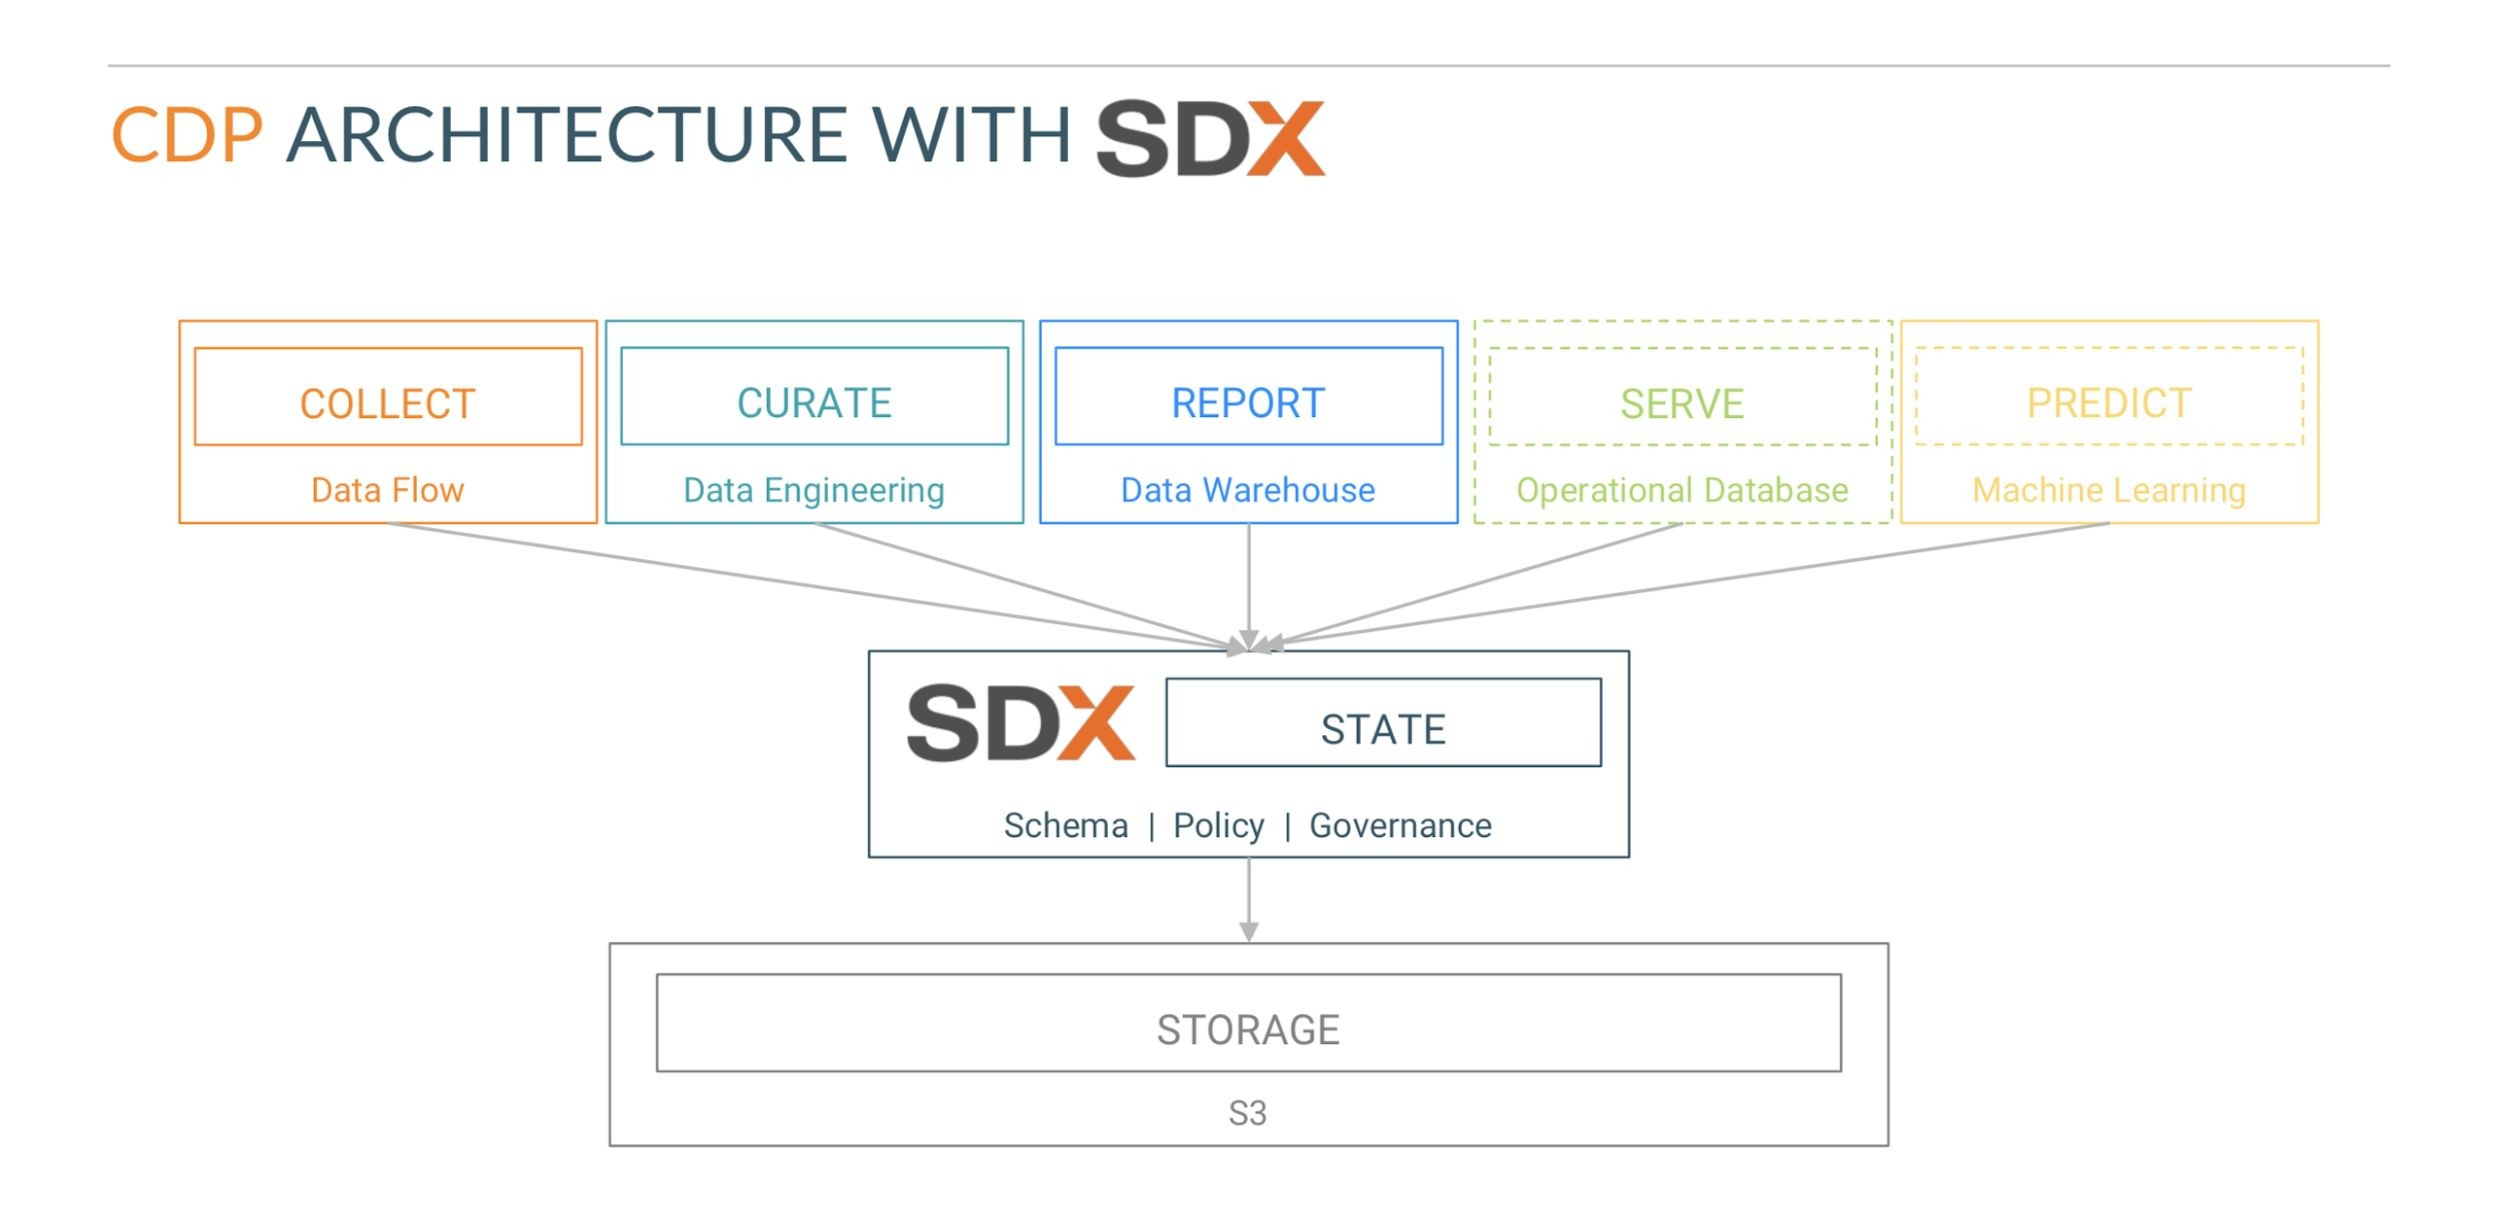 CDP ARCHITECTURE WITH SDX
COLLECT
Data Flow
CURATE
Data Engineering
REPORT
Data Warehouse
SERVE
Operational Database
PREDICT
Machine Learning
SDX
STATE
Schema | Policy | Governance
STORAGE
S3